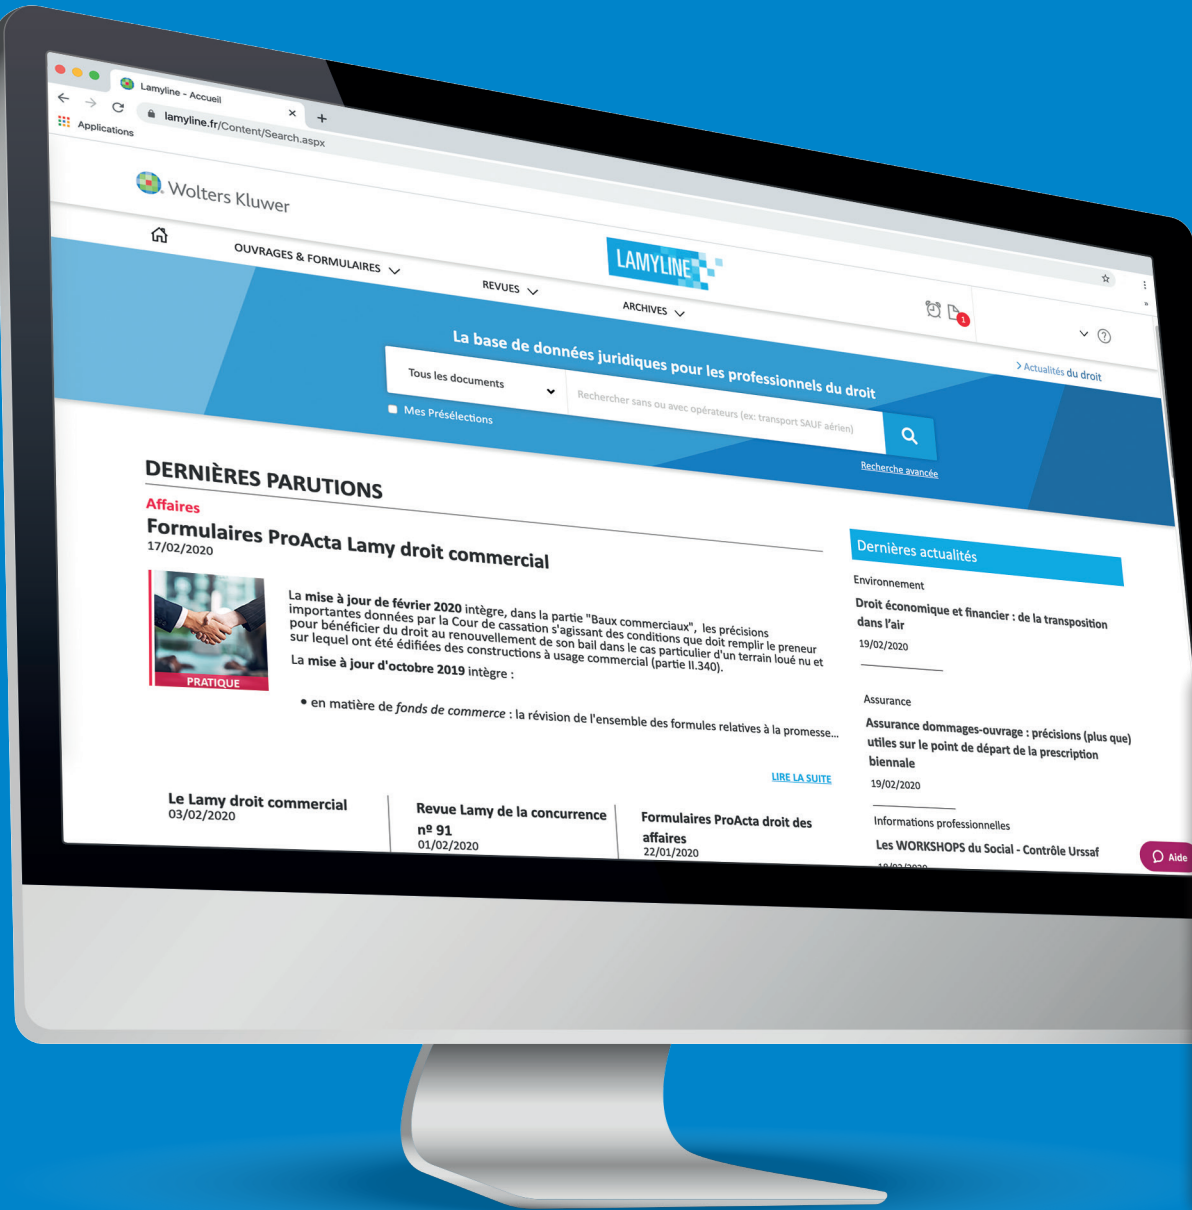 Lamyline - Accueil
lamyline.fr/Content/Search.aspx
Applications
Wolters Kluwer
LAMYLINE
1
OUVRAGES & FORMULAIRES
REVUES
ARCHIVES
> Actualités du droit
La base de données juridiques pour les professionnels du droit
Tous les documents
Rechercher sans ou avec opérateurs (ex: transport SAUF aérien)
Mes Présélections
Recherche avancée
DERNIÈRES PARUTIONS
Affaires
Formulaires ProActa Lamy droit commercial
17/02/2020
PRATIQUE
La mise à jour de février 2020 intègre, dans la partie "Baux commerciaux", les précisions
importantes données par la Cour de cassation s'agissant des conditions que doit remplir le preneur
pour bénéficier du droit au renouvellement de son bail dans le cas particulier d'un terrain loué nu et
sur lequel ont été édifiées des constructions à usage commercial (partie II.340).
La mise à jour d'octobre 2019 intègre :
• en matière de fonds de commerce : la révision de l'ensemble des formules relatives à la promesse...
LIRE LA SUITE
Le Lamy droit commercial
03/02/2020
Revue Lamy de la concurrence
nº 91
01/02/2020
Formulaires ProActa droit des
affaires
22/01/2020
Dernières actualités
Environnement
Droit économique et financier : de la transposition
dans l'air
19/02/2020
Assurance
Assurance dommages-ouvrage : précisions (plus que)
utiles sur le point de départ de la prescription
biennale
19/02/2020
Informations professionnelles
Les WORKSHOPS du Social - Contrôle Urssaf
Aide